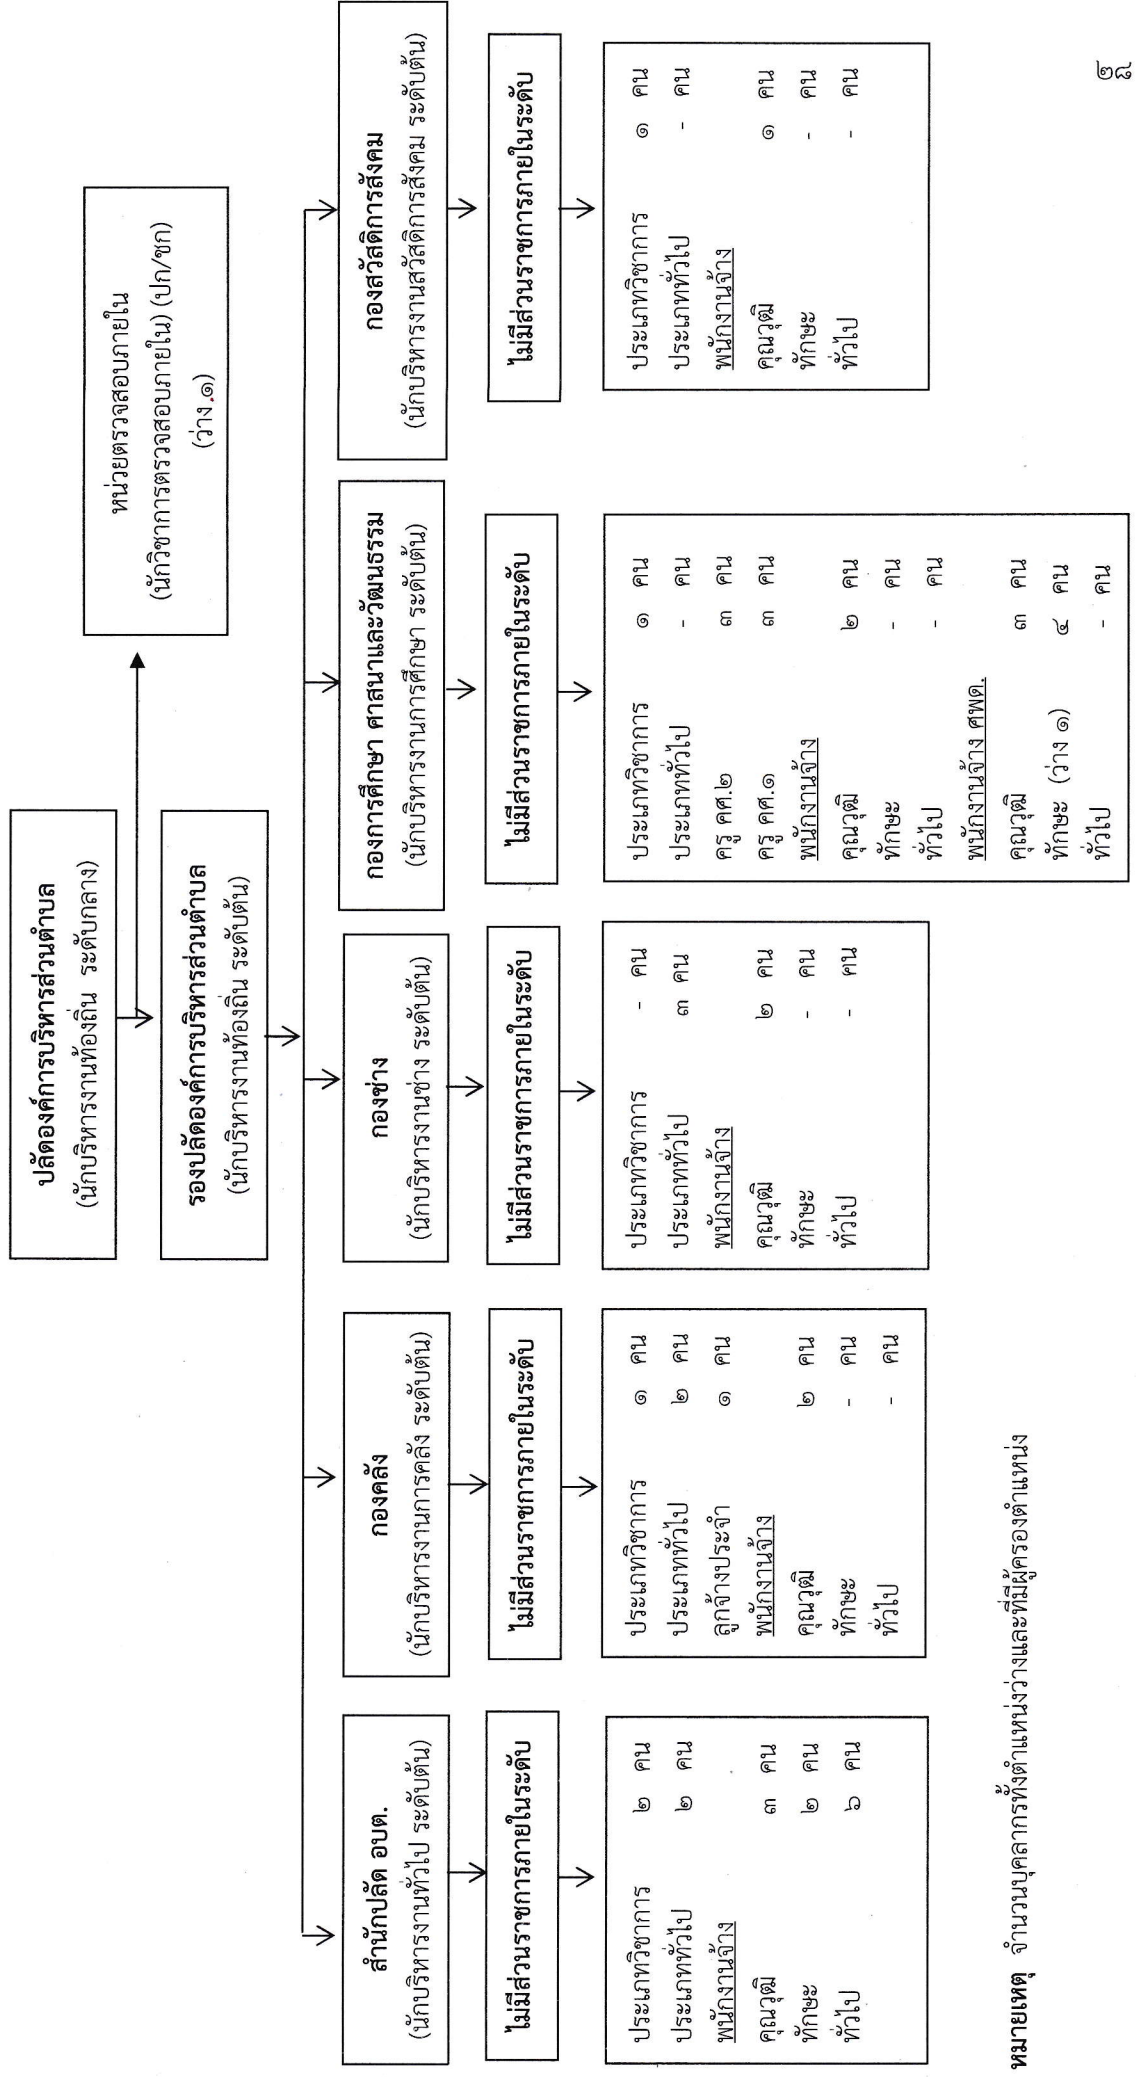 ปลัดองค์การบริหารส่วนตำบล
(นักบริหารงานท้องถิ่น ระดับกลาง)
หน่วยตรวจสอบภายใน
(นักวิชาการตรวจสอบภายใน) (ปก/ชก)
(ว่าง ๑)
รองปลัดองค์การบริหารส่วนตำบล
(นักบริหารงานท้องถิ่น ระดับต้น)
สำนักปลัด อบต.
(นักบริหารงานทั่วไป ระดับต้น)
ไม่มีส่วนราชการภายในระดับ
ประเภทวิชาการ ๒ คน
ประเภททั่วไป ๒ คน
พนักงานจ้าง
คุณวุฒิ ๓ คน
ทักษะ ๒ คน
ทั่วไป ๖ คน
กองคลัง
(นักบริหารงานการคลัง ระดับต้น)
ไม่มีส่วนราชการภายในระดับ
ประเภทวิชาการ ๑ คน
ประเภททั่วไป ๒ คน
ลูกจ้างประจำ ๑ คน
พนักงานจ้าง
คุณวุฒิ ๒ คน
ทักษะ - คน
ทั่วไป - คน
กองช่าง
(นักบริหารงานช่าง ระดับต้น)
ไม่มีส่วนราชการภายในระดับ
ประเภทวิชาการ - คน
ประเภททั่วไป ๓ คน
พนักงานจ้าง
คุณวุฒิ ๒ คน
ทักษะ - คน
ทั่วไป - คน
กองการศึกษา ศาสนาและวัฒนธรรม
(นักบริหารงานการศึกษา ระดับต้น)
ไม่มีส่วนราชการภายในระดับ
ประเภทวิชาการ ๑ คน
ประเภททั่วไป - คน
ครู คศ.๒ ๓ คน
ครู คศ.๑ ๓ คน
พนักงานจ้าง
คุณวุฒิ ๒ คน
ทักษะ - คน
ทั่วไป - คน
พนักงานจ้าง ศพด.
คุณวุฒิ ๓ คน
ทักษะ (ว่าง ๑) ๔ คน
ทั่วไป - คน
กองสวัสดิการสังคม
(นักบริหารงานสวัสดิการสังคม ระดับต้น)
ไม่มีส่วนราชการภายในระดับ
ประเภทวิชาการ ๑ คน
ประเภททั่วไป - คน
พนักงานจ้าง
คุณวุฒิ ๑ คน
ทักษะ - คน
ทั่วไป - คน
หมายเหตุ จำนวนบุคลากรทั้งตำแหน่งว่างและที่มีผู้ครองตำแหน่ง
๒๘